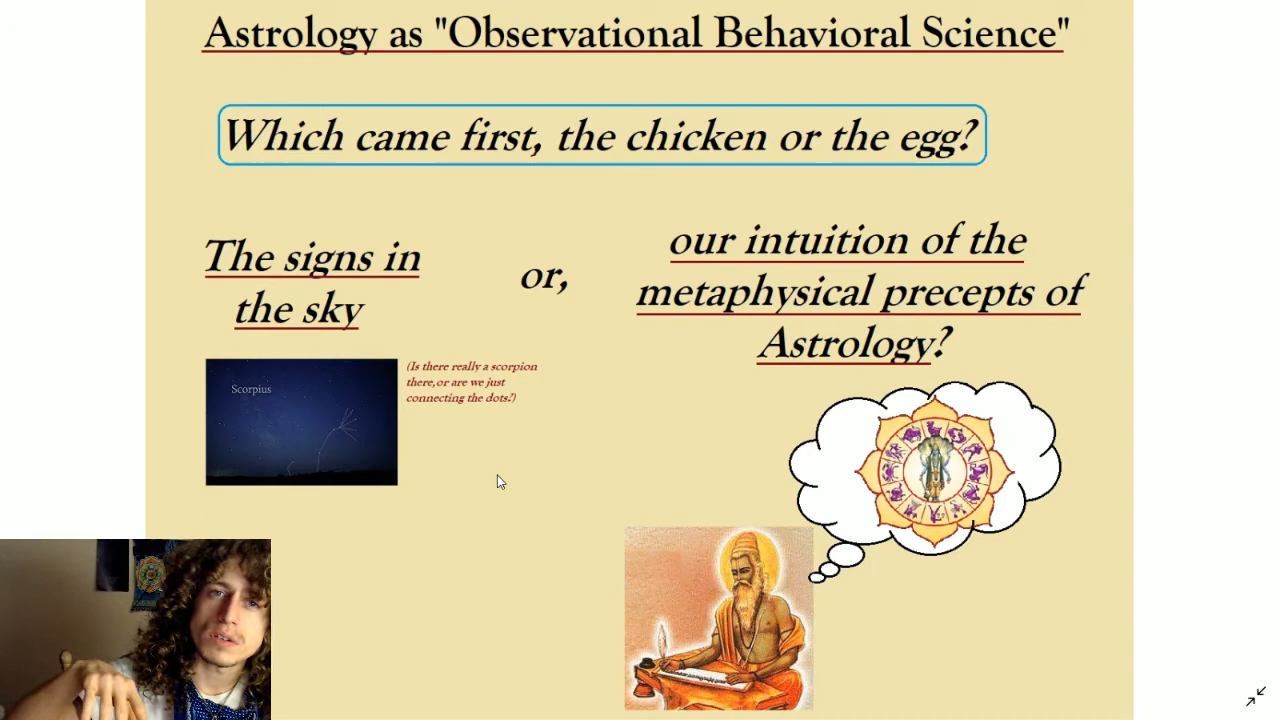 Astrology as "Observational Behavioral Science"
Which came first, the chicken or the egg?
The signs in
the sky
or,
our intuition of the
metaphysical precepts of
Astrology?
Scorpius
(Is there really a scorpion
there,or are we just
connecting the dots?)